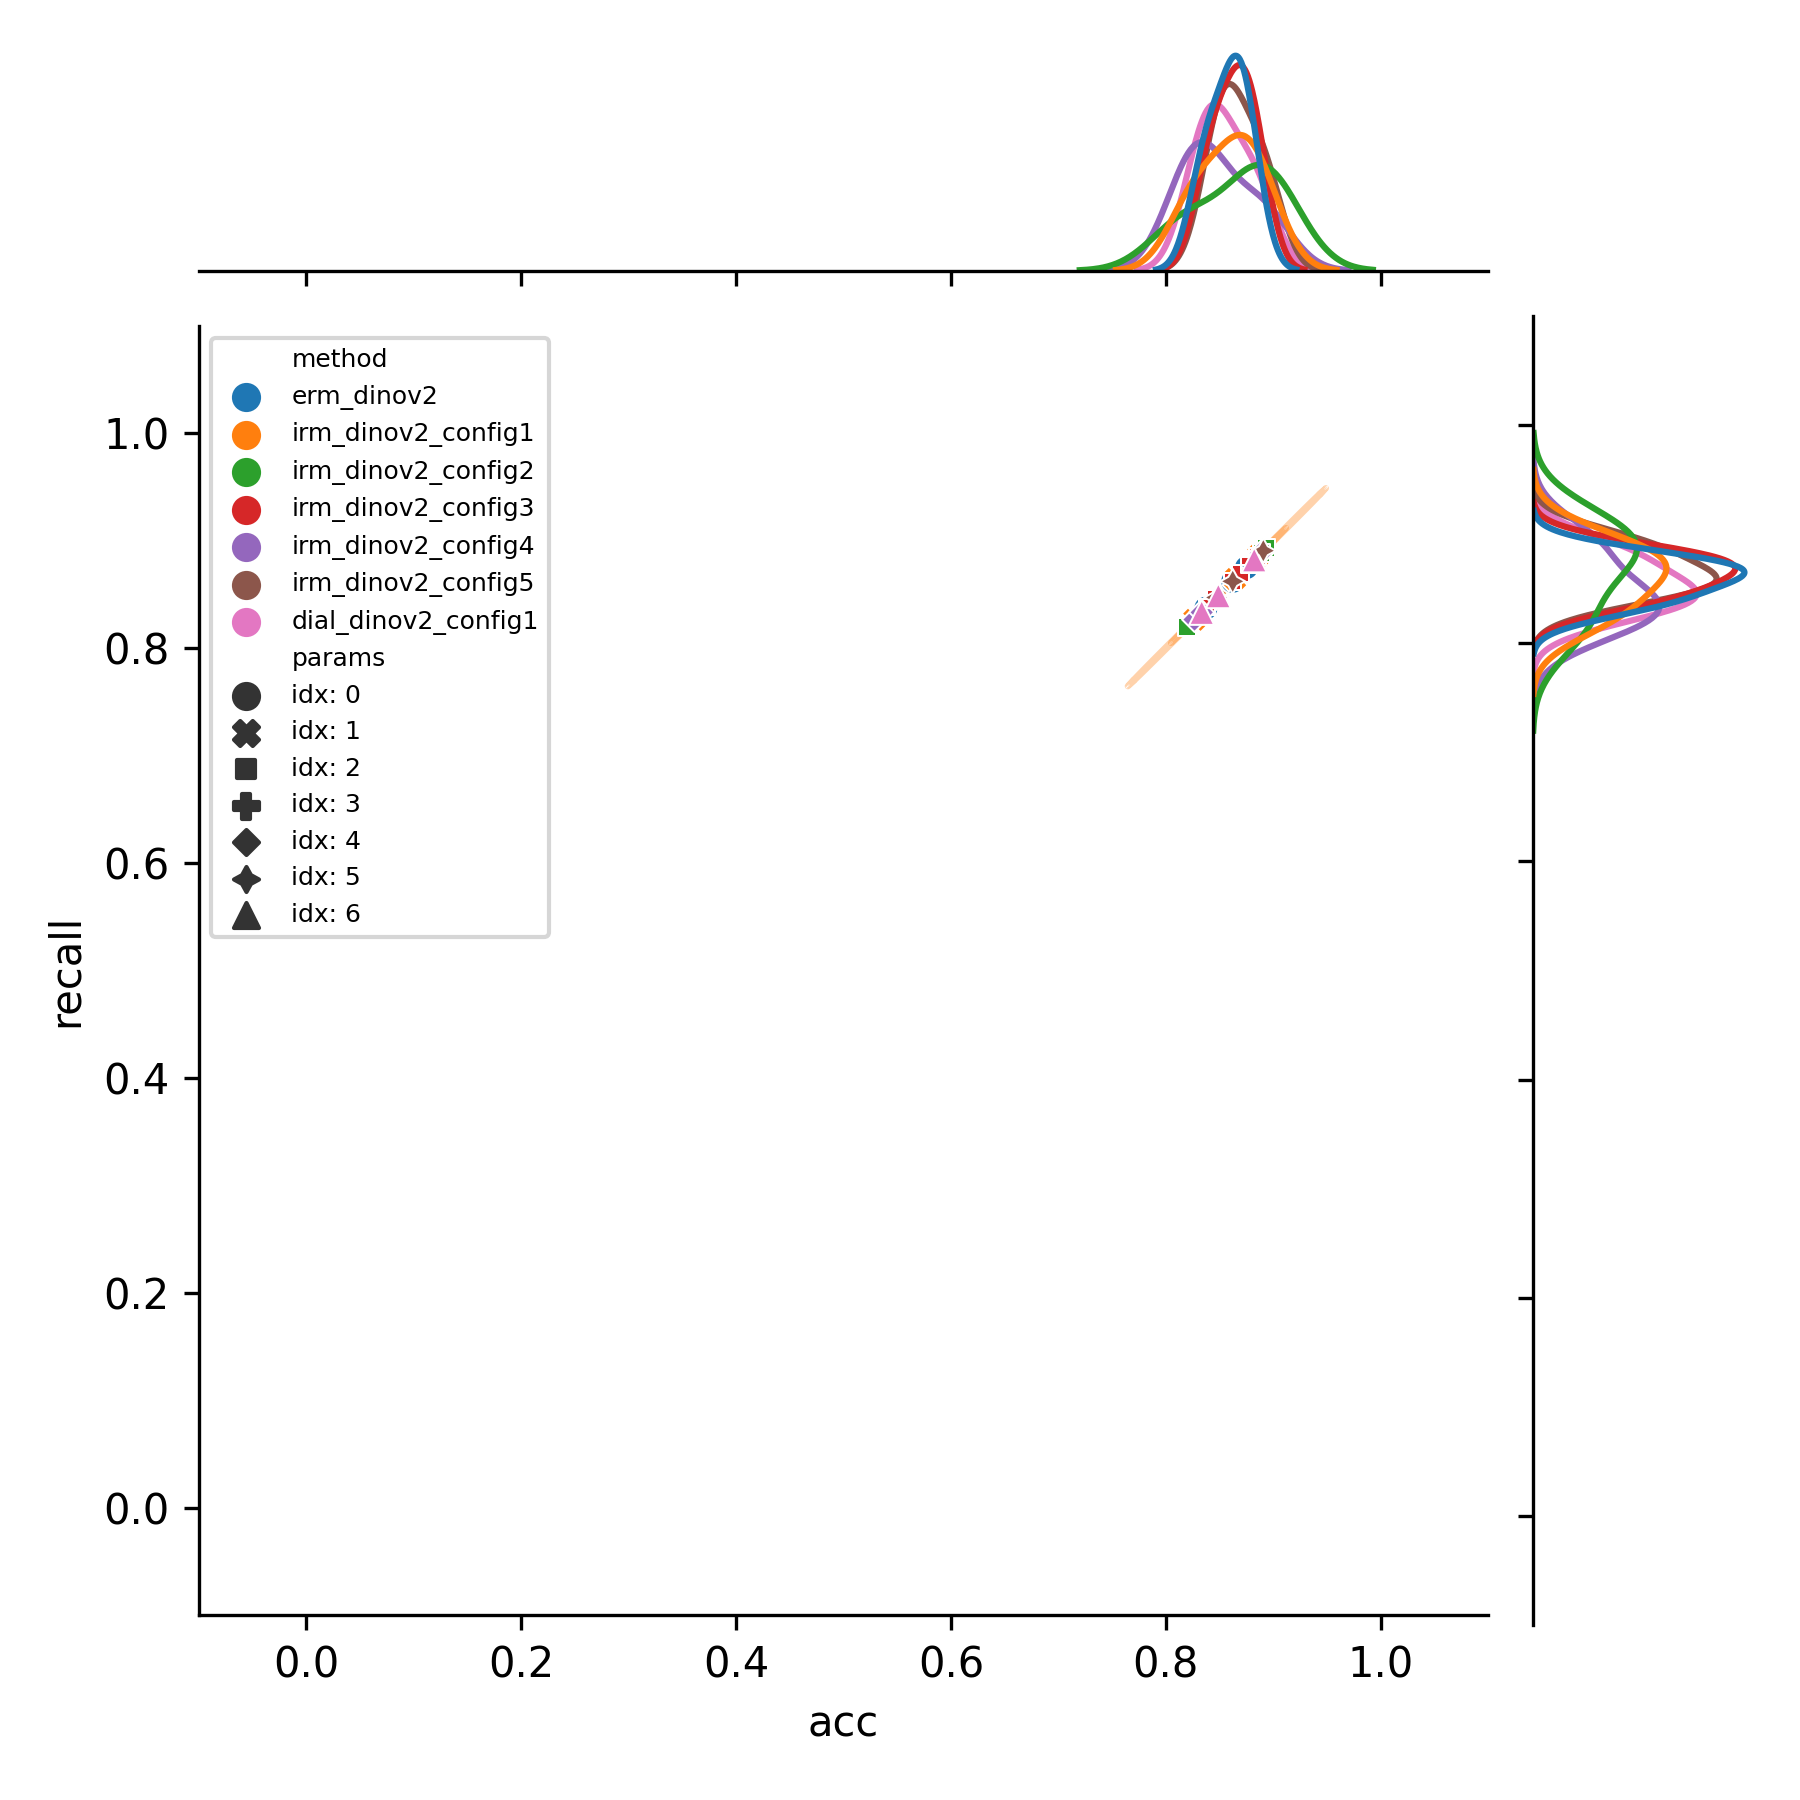 method
erm_dinov2
irm_dinov2_config1
irm_dinov2_config2
irm_dinov2_config3
irm_dinov2_config4
irm_dinov2_config5
dial_dinov2_config1
params
idx: 0
idx: 1
idx: 2
idx: 3
idx: 4
idx: 5
idx: 6
1.0
0.8
0.6
0.4
0.2
0.0
recall
0.0 0.2 0.4 0.6 0.8 1.0
acc